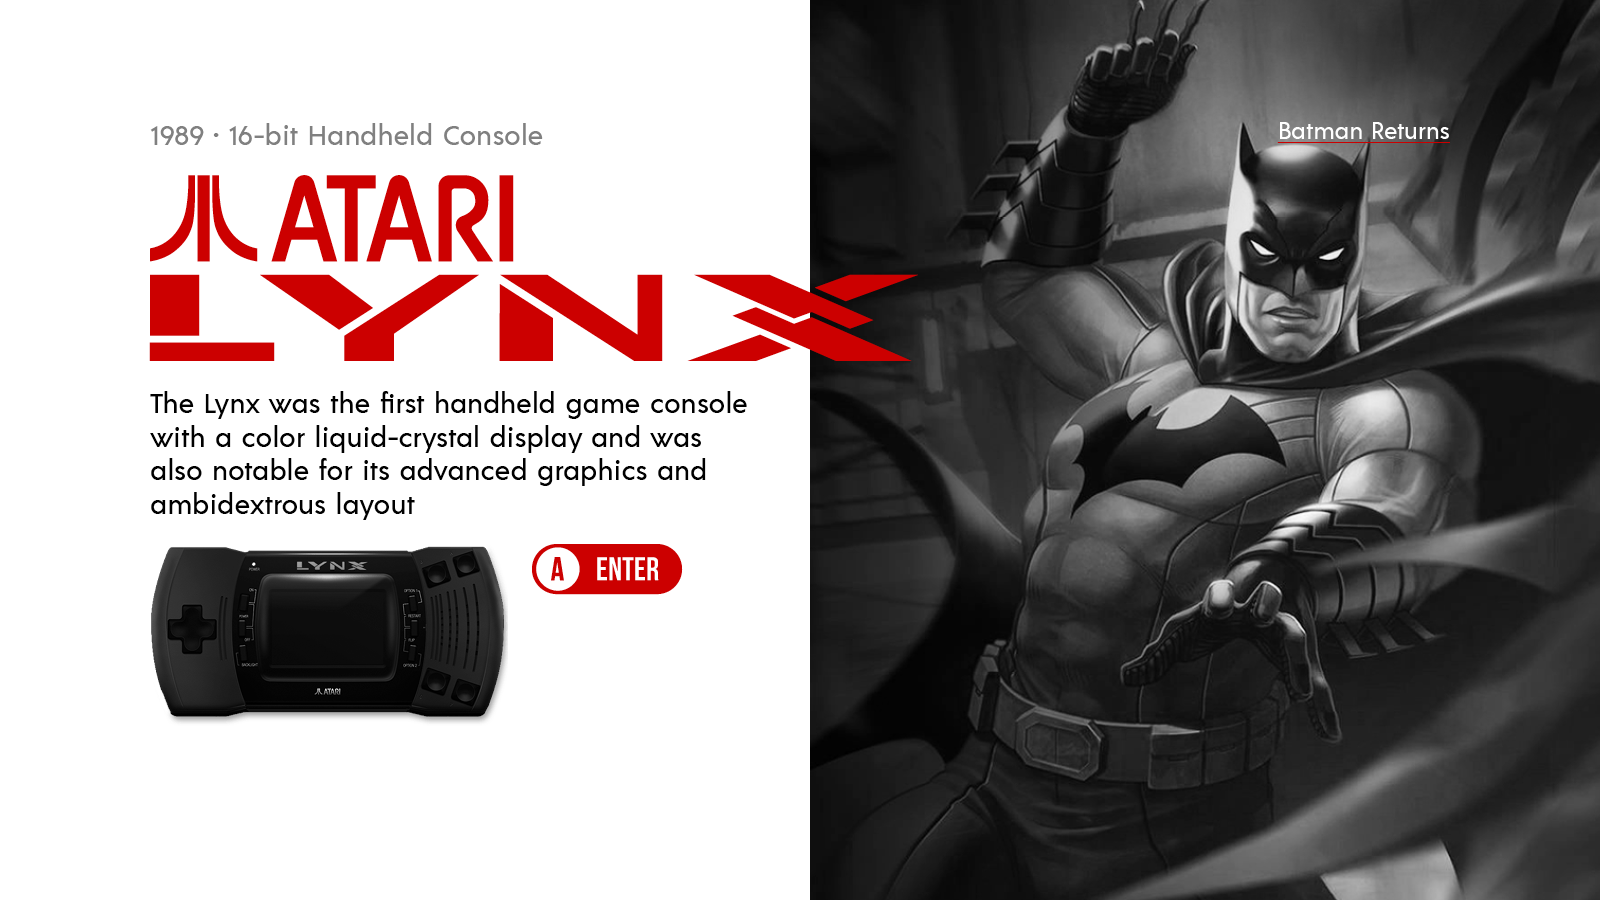 1989 · 16-bit Handheld Console
ATARI
LYNX
The Lynx was the first handheld game console
with a color liquid-crystal display and was
also notable for its advanced graphics and
ambidextrous layout
A ENTER
LYNX
ATARI
Batman Returns